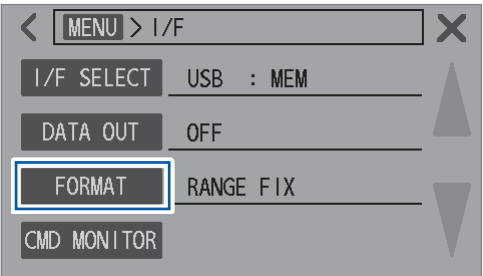 MENU > I/F
I/F SELECT USB : MEM
DATA OUT OFF
FORMAT RANGE FIX
CMD MONITOR